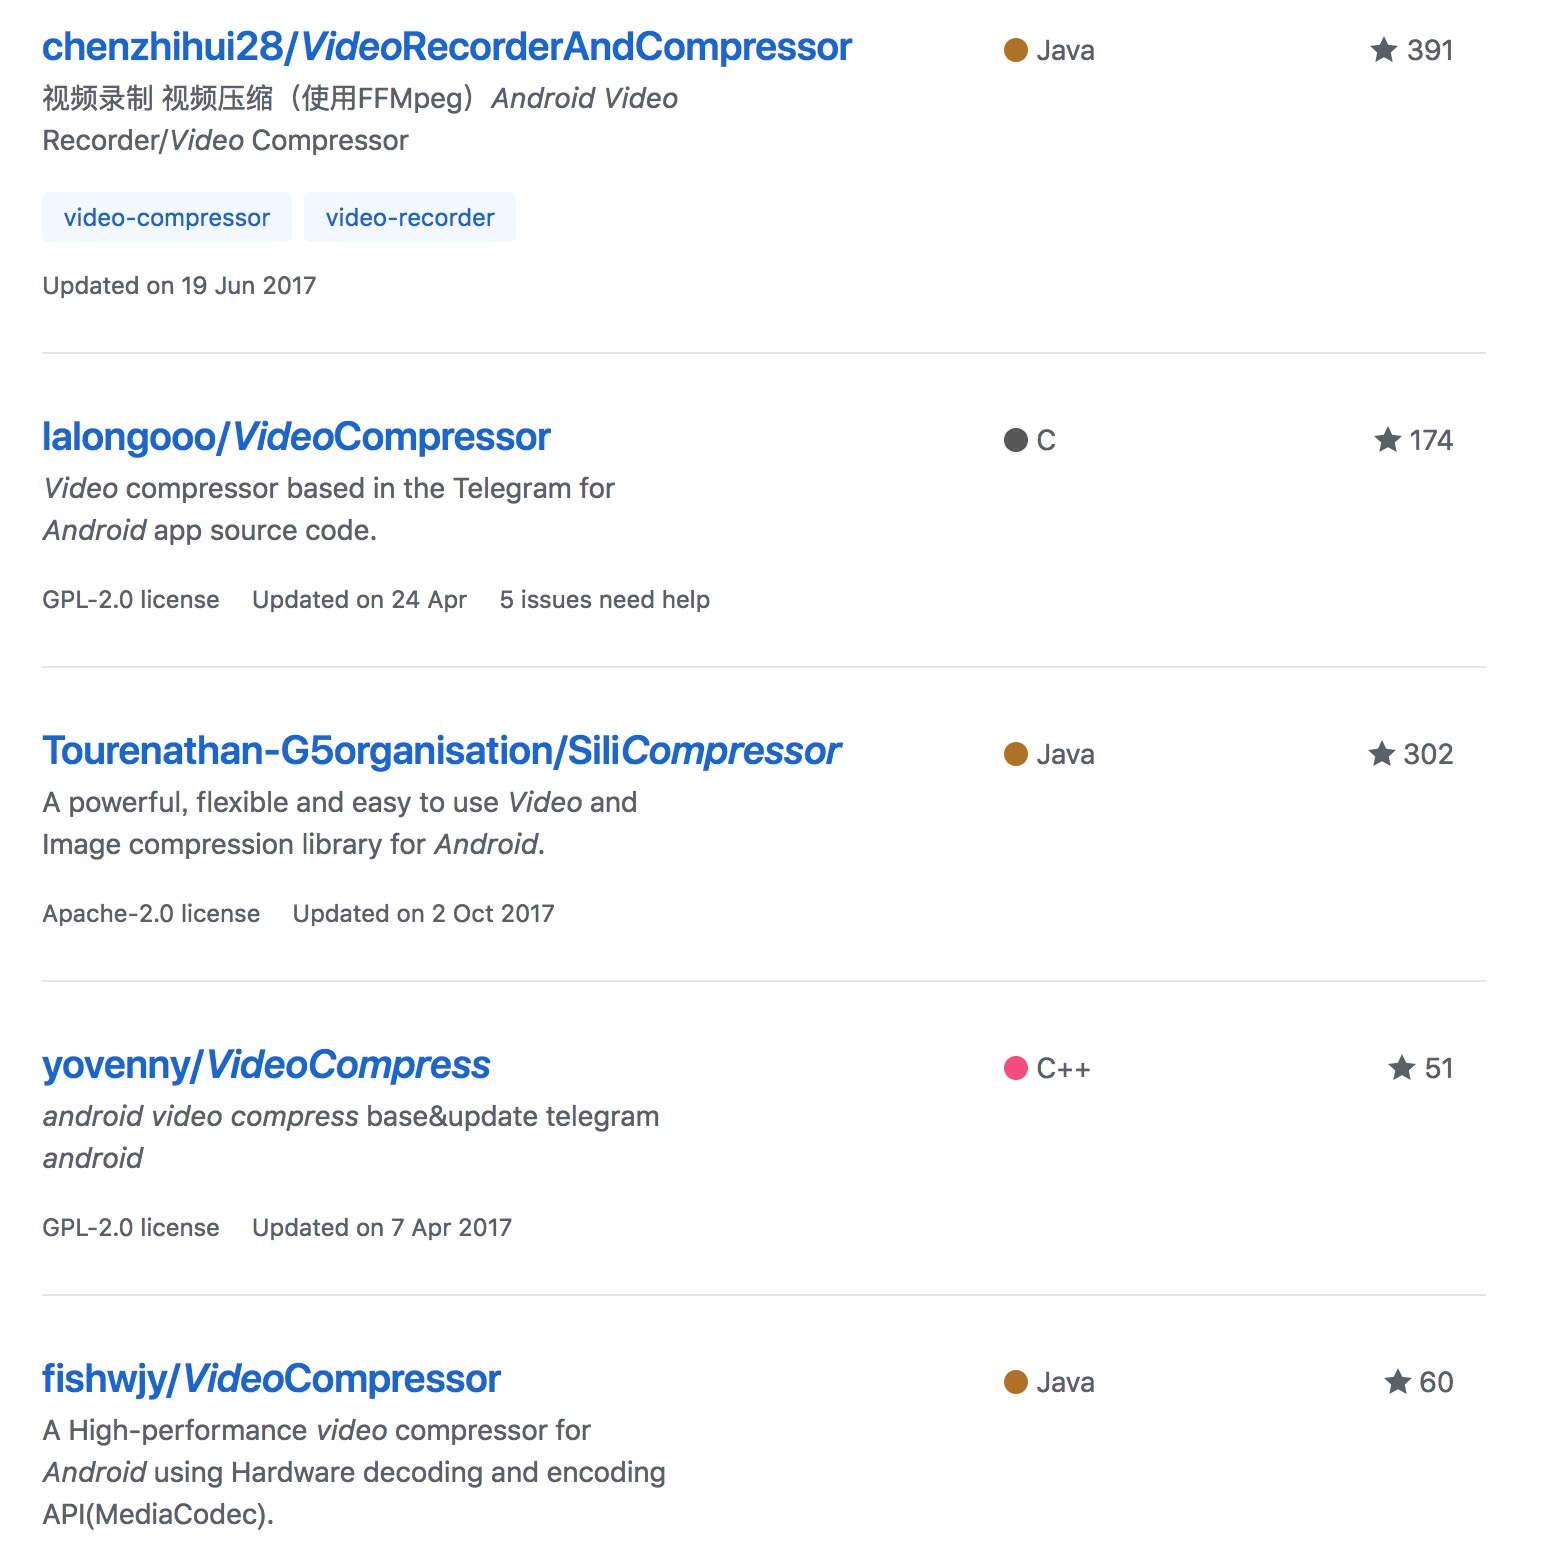 chenzhihui28/VideoRecorderAndCompressor
Java
★ 391
视频录制 视频压缩（使用FFMpeg）Android Video
Recorder/Video Compressor
video-compressor
video-recorder
Updated on 19 Jun 2017
lalongooo/VideoCompressor
C
★ 174
Video compressor based in the Telegram for
Android app source code.
GPL-2.0 license Updated on 24 Apr 5 issues need help
Tourenathan-G5organisation/SiliCompressor
Java
★ 302
A powerful, flexible and easy to use Video and
Image compression library for Android.
Apache-2.0 license Updated on 2 Oct 2017
yovenny/VideoCompress
C++
★ 51
android video compress base&update telegram
android
GPL-2.0 license Updated on 7 Apr 2017
fishwjy/VideoCompressor
Java
★ 60
A High-performance video compressor for
Android using Hardware decoding and encoding
API(MediaCodec).